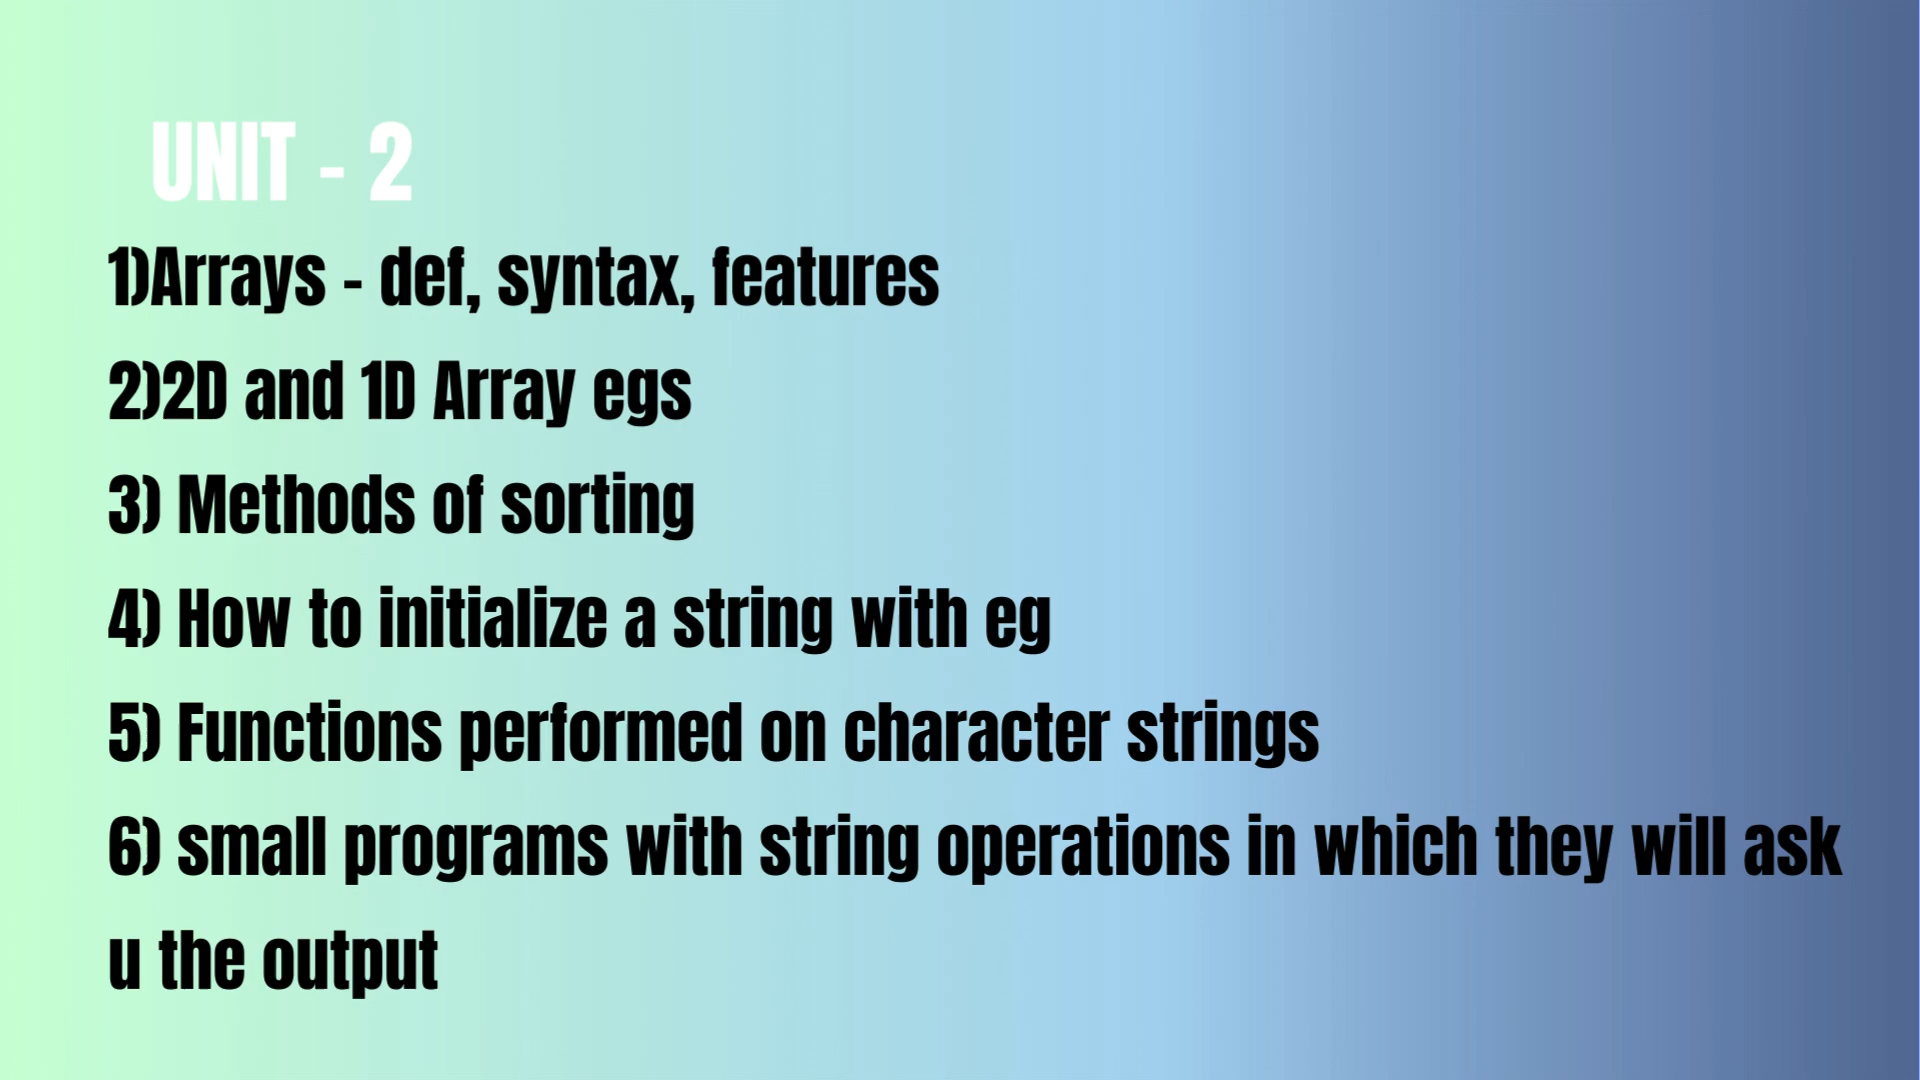 UNIT - 2
1)Arrays - def, syntax, features
2)2D and 1D Array egs
3) Methods of sorting
4) How to initialize a string with eg
5) Functions performed on character strings
6) small programs with string operations in which they will ask
u the output